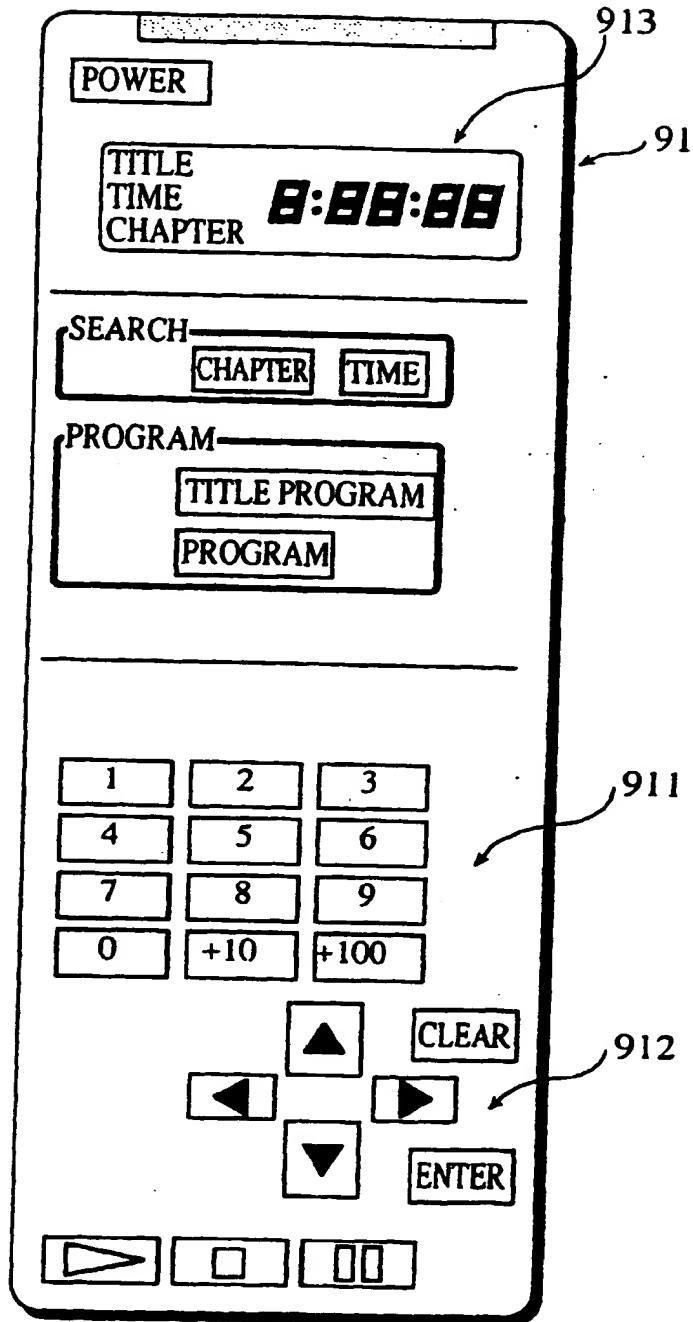 913
POWER
91
TITLE
TIME 8:88:88
CHAPTER
SEARCH
CHAPTER TIME
PROGRAM
TITLE PROGRAM
PROGRAM
1 2 3
911
4 5 6
7 8 9
0 +10 +100
CLEAR
912
ENTER